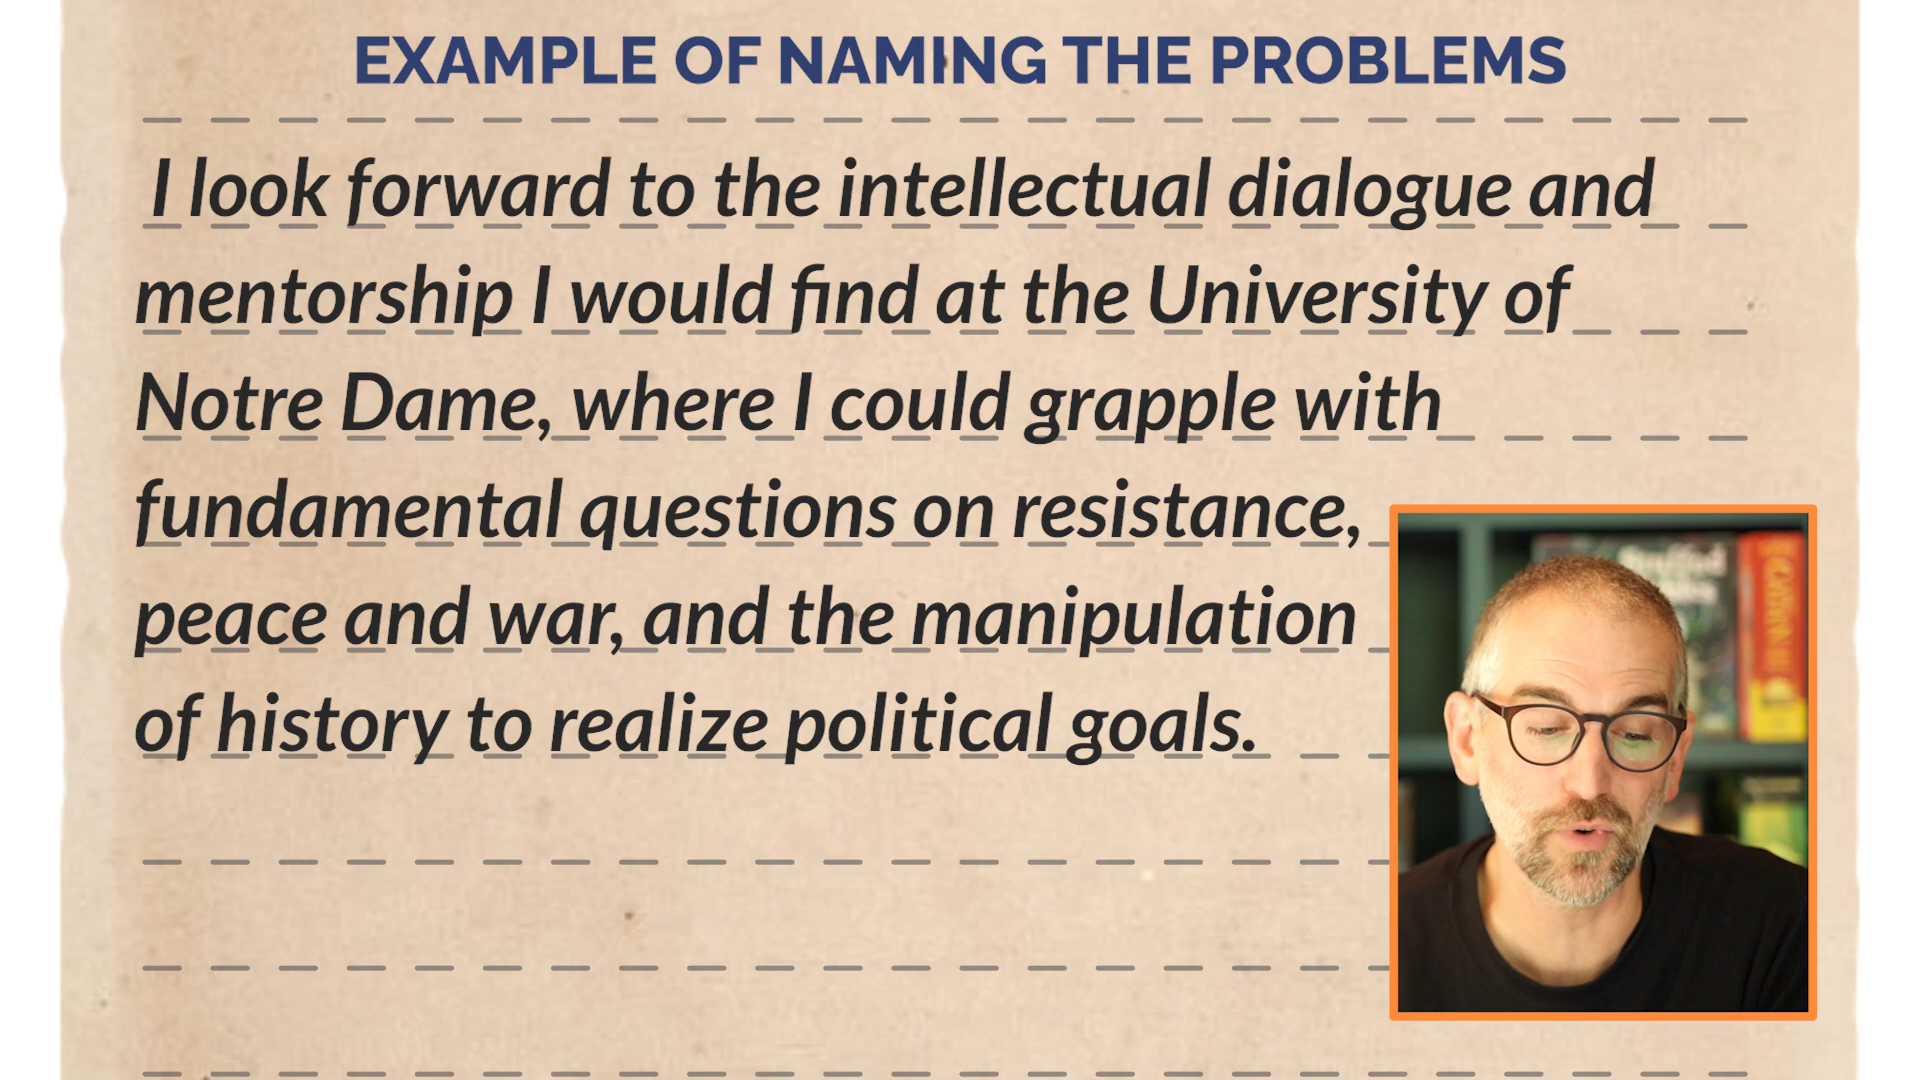 EXAMPLE OF NAMING THE PROBLEMS
I look forward to the intellectual dialogue and
mentorship I would find at the University of
Notre Dame, where I could grapple with
fundamental questions on resistance,
peace and war, and the manipulation
of history to realize political goals.